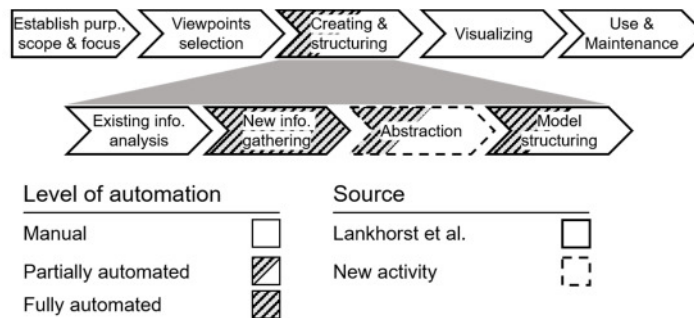 Establish purp.,
scope & focus
Viewpoints
selection
Creating &
structuring
Visualizing
Use &
Maintenance
Existing info.
analysis
New info.
gathering
Abstraction
Model
structuring
Level of automation
Manual
Partially automated
Fully automated
Source
Lankhorst et al.
New activity